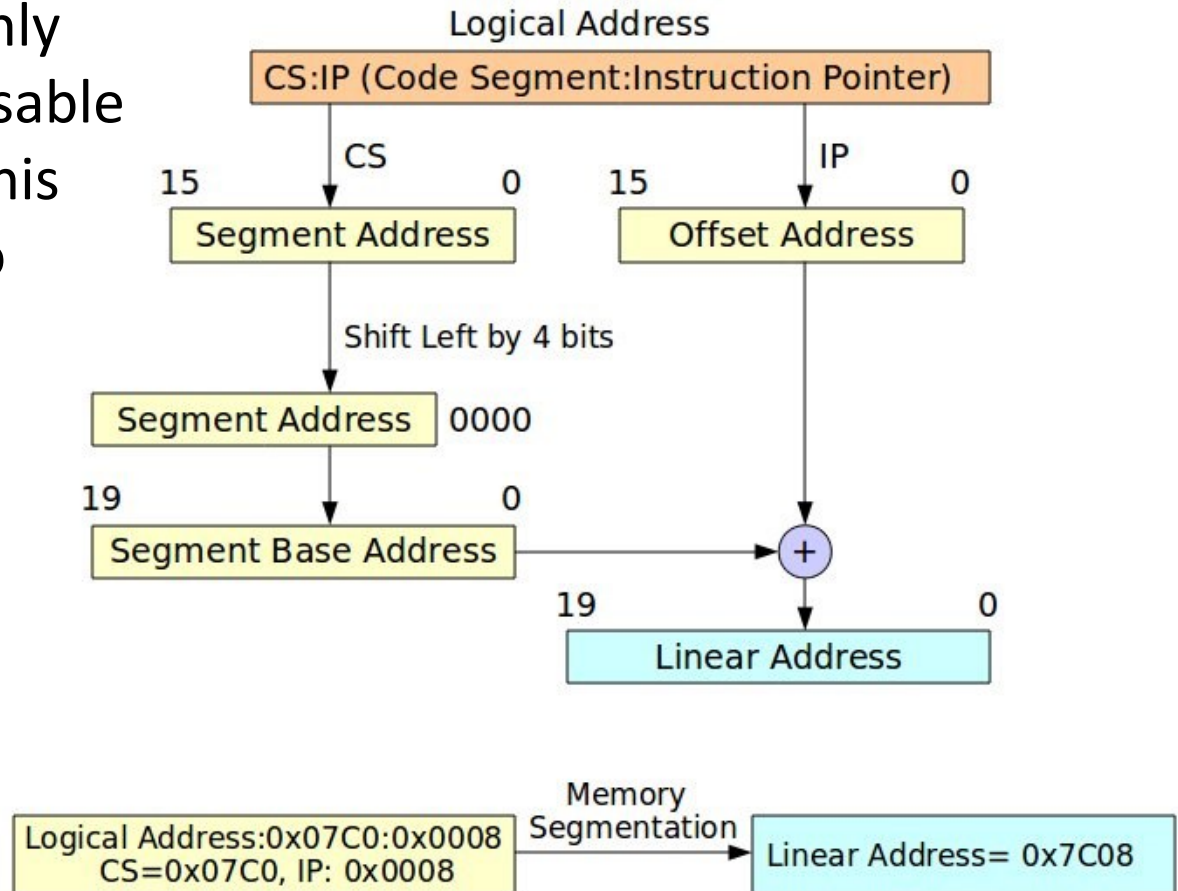 Logical Address
CS:IP (Code Segment:Instruction Pointer)
CS
IP
15 0
15 0
Segment Address
Offset Address
Shift Left by 4 bits
Segment Address 0000
19 0
Segment Base Address
+
19 0
Linear Address
Memory
Segmentation
Logical Address:0x07C0:0x0008
CS=0x07C0, IP: 0x0008
Linear Address= 0x7C08